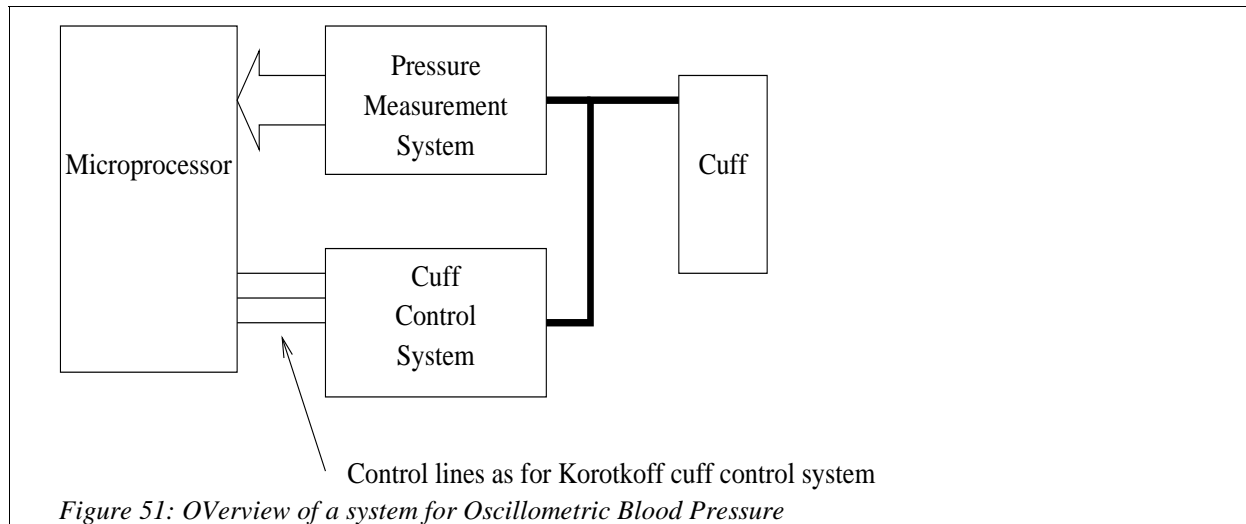 Pressure
Measurement
System
Microprocessor
Cuff
Cuff
Control
System
Control lines as for Korotkoff cuff control system
Figure 51: OVerview of a system for Oscillometric Blood Pressure